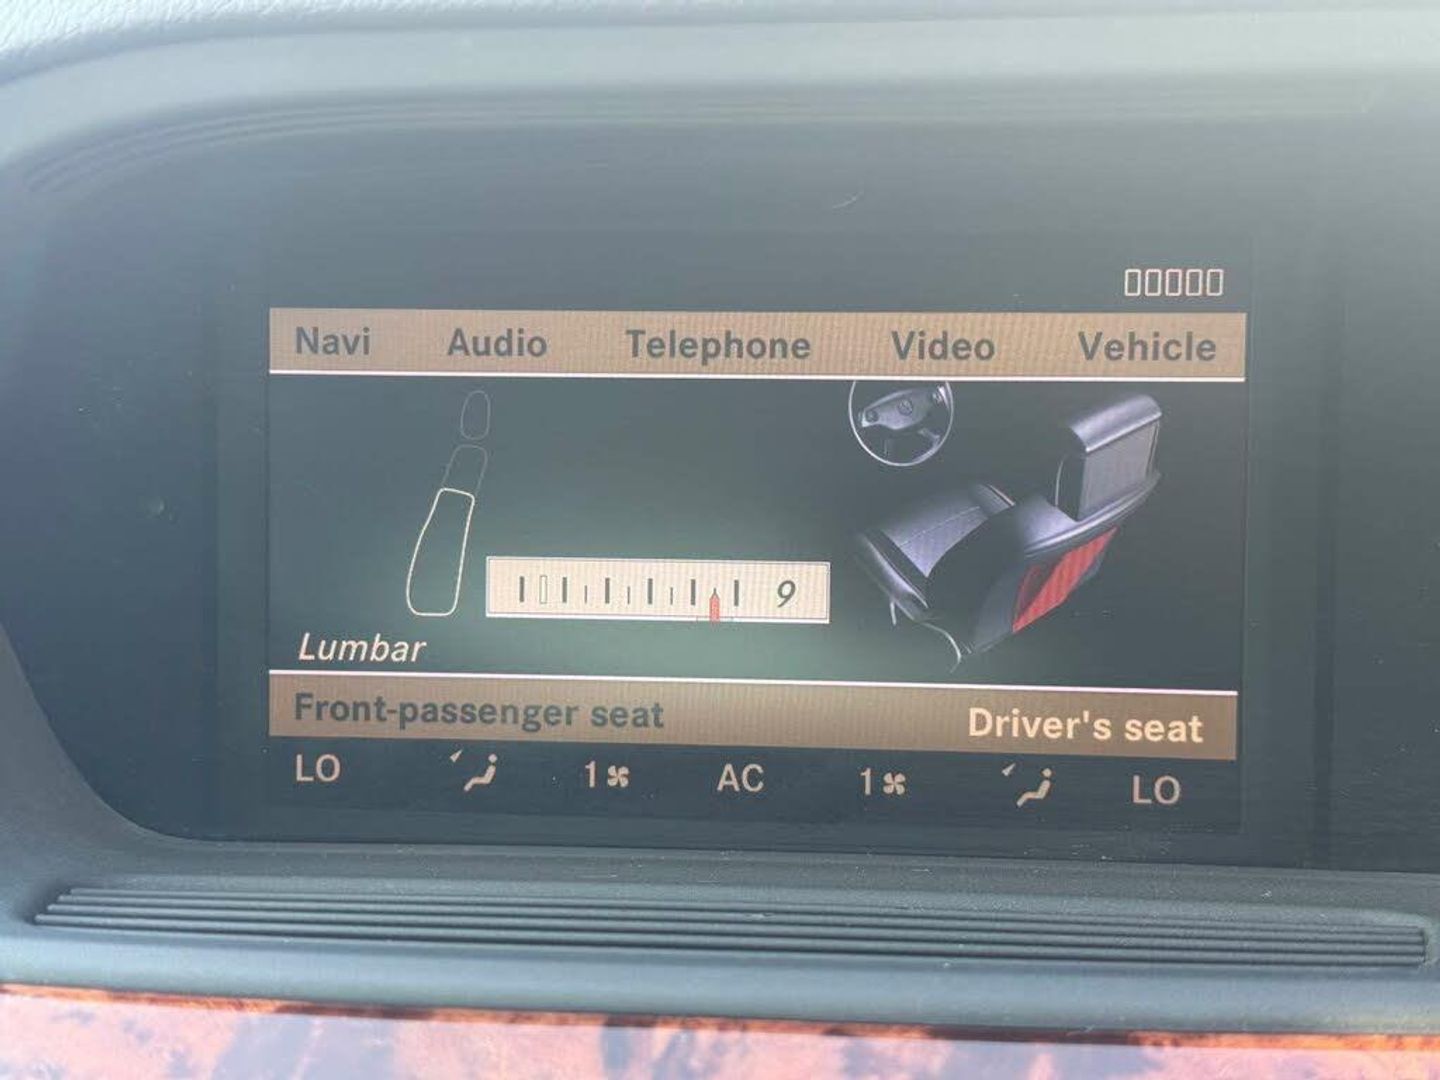 Navi Audio Telephone Video Vehicle
9
Lumbar
Front-passenger seat Driver's seat
LO 1 AC 1 LO